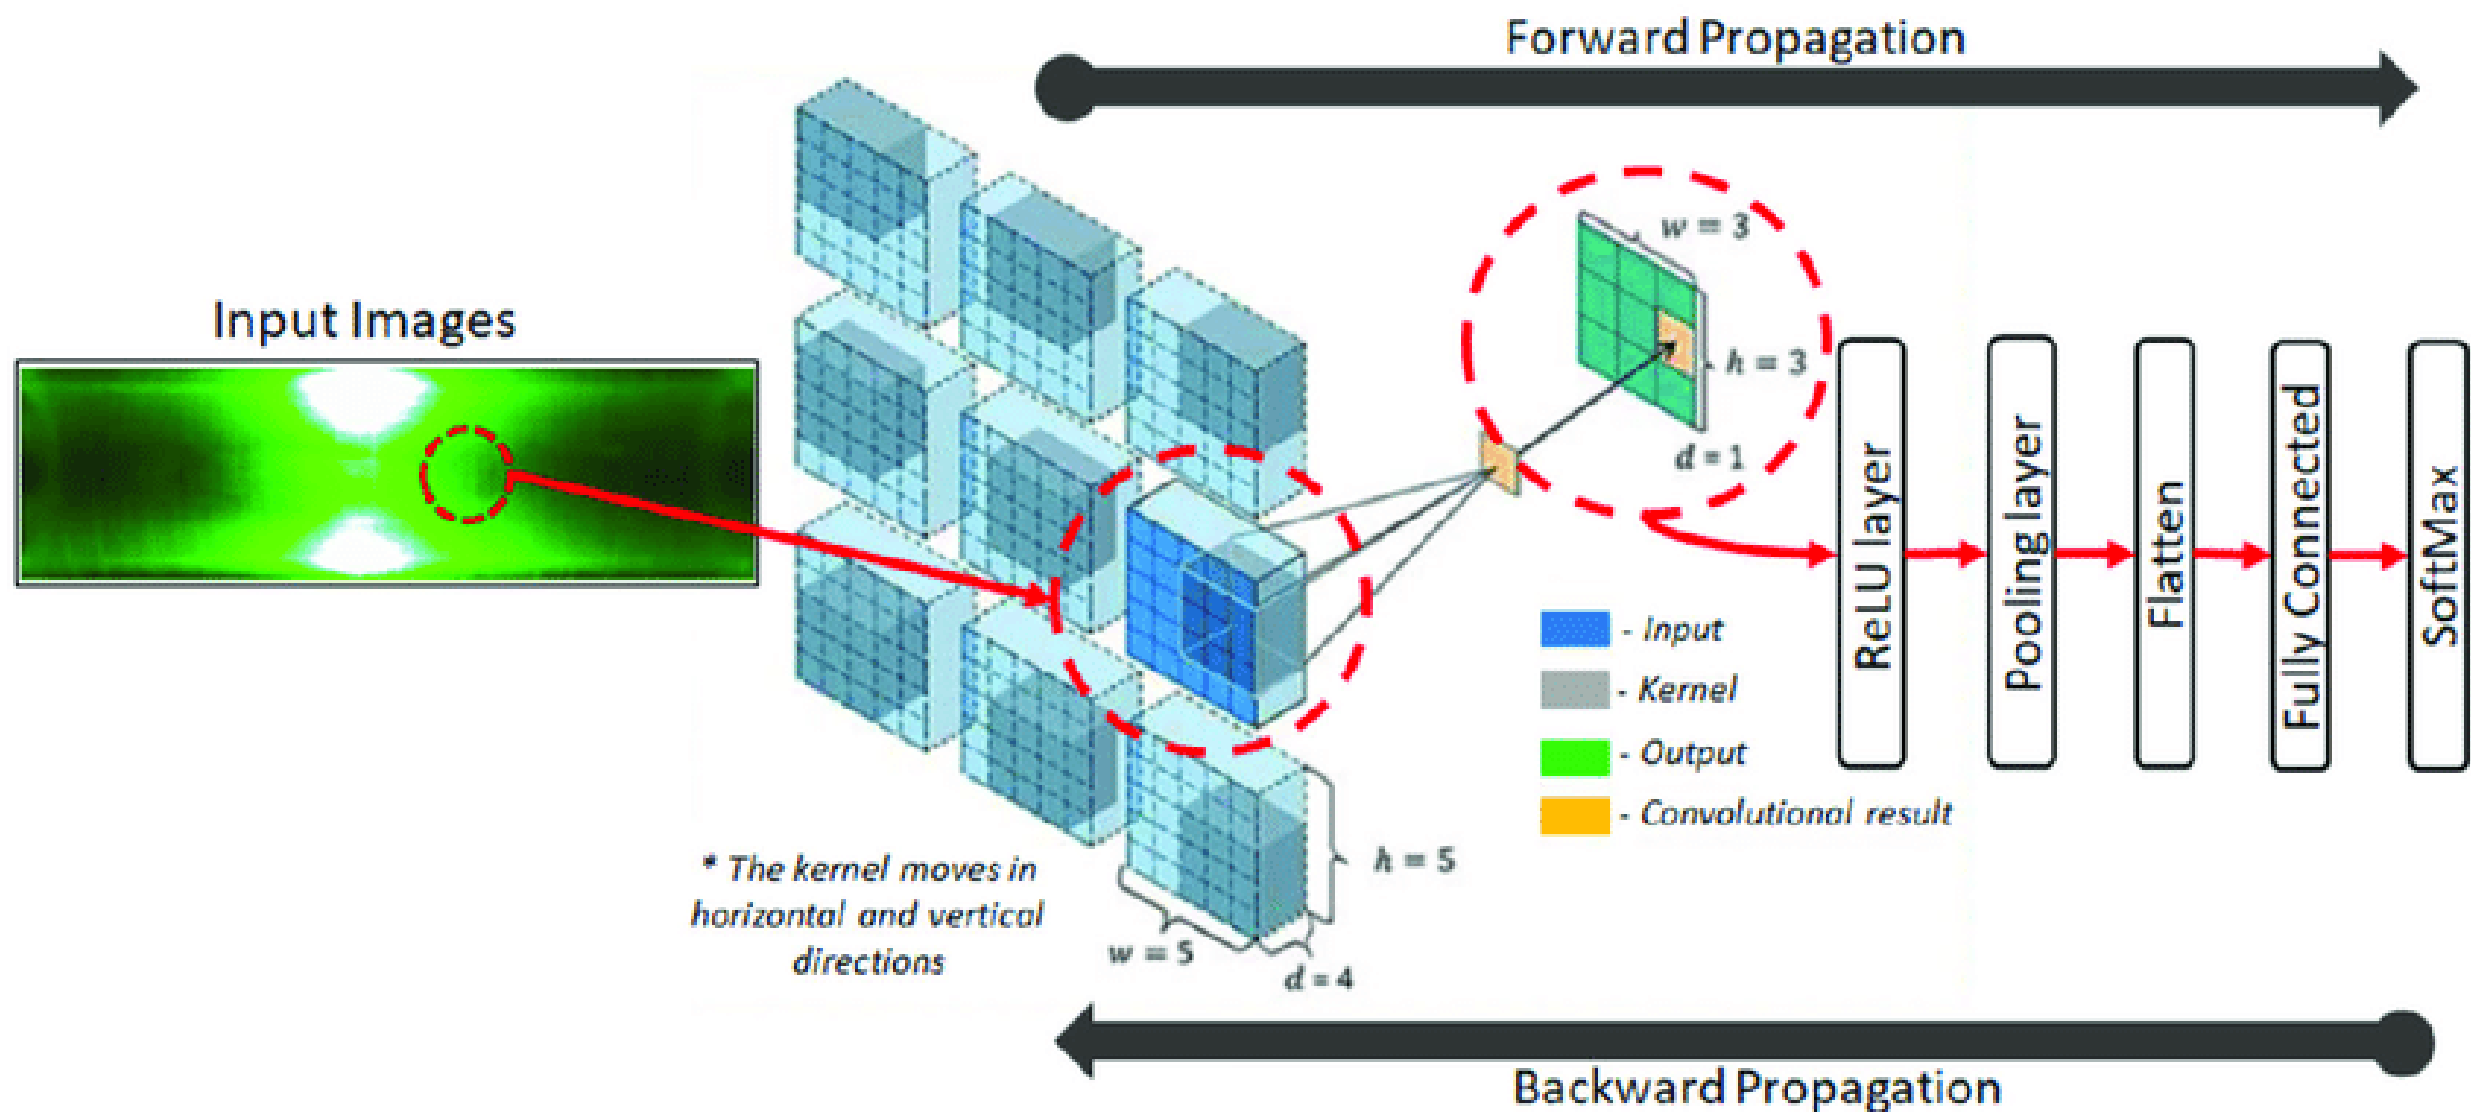 Forward Propagation
Input Images
w = 3
h = 3
d = 1
ReLU layer
Pooling layer
Flatten
Fully Connected
SoftMax
- Input
- Kernel
- Output
- Convolutional result
* The kernel moves in
horizontal and vertical
directions
h = 5
w = 5
d = 4
Backward Propagation